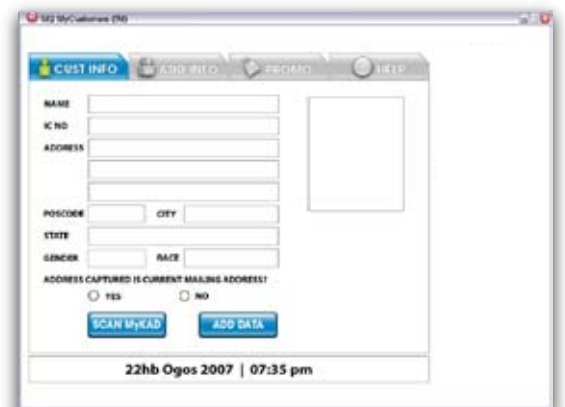 CUST INFO ADD INFO PROMO HELP
NAME
IC NO
ADDRESS
POSCODE CITY
STATE
GENDER RACE
ADDRESS CAPTURED IS CURRENT MAILING ADDRESS?
YES NO
SCAN MyKAD ADD DATA
22hb Ogos 2007 | 07:35 pm